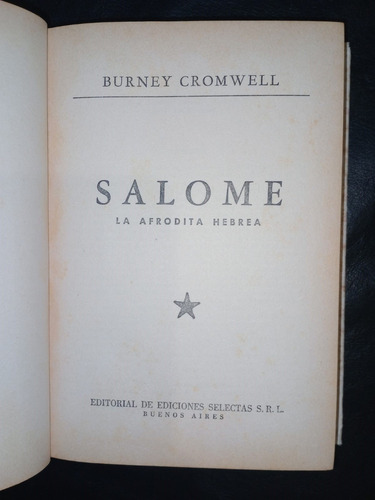 BURNEY CROMWELL
SALOME
LA AFRODITA HEBREA
EDITORIAL DE EDICIONES SELECTAS S. R. L.
BUENOS AIRES